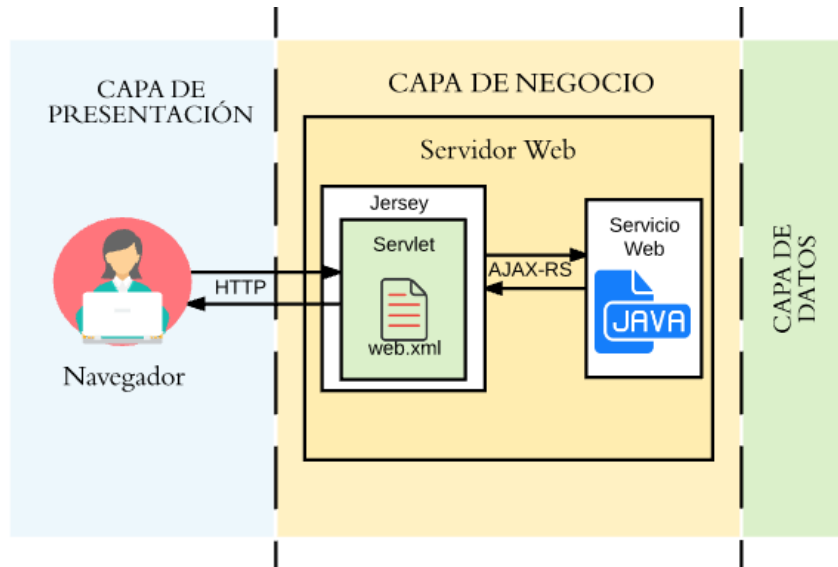 CAPA DE
PRESENTACIÓN
CAPA DE NEGOCIO
Servidor Web
Jersey
Servlet
web.xml
HTTP
AJAX-RS
Servicio
Web
JAVA
Navegador
CAPA DE
DATOS